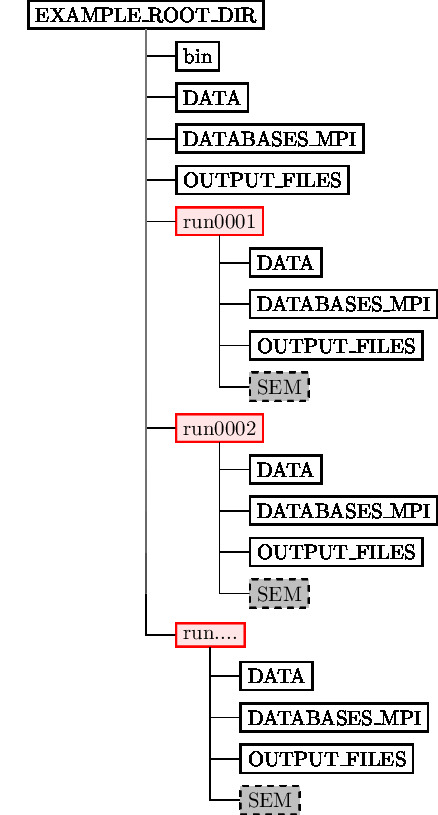 EXAMPLE_ROOT_DIR
bin
DATA
DATABASES_MPI
OUTPUT_FILES
run0001
DATA
DATABASES_MPI
OUTPUT_FILES
SEM
run0002
DATA
DATABASES_MPI
OUTPUT_FILES
SEM
run....
DATA
DATABASES_MPI
OUTPUT_FILES
SEM